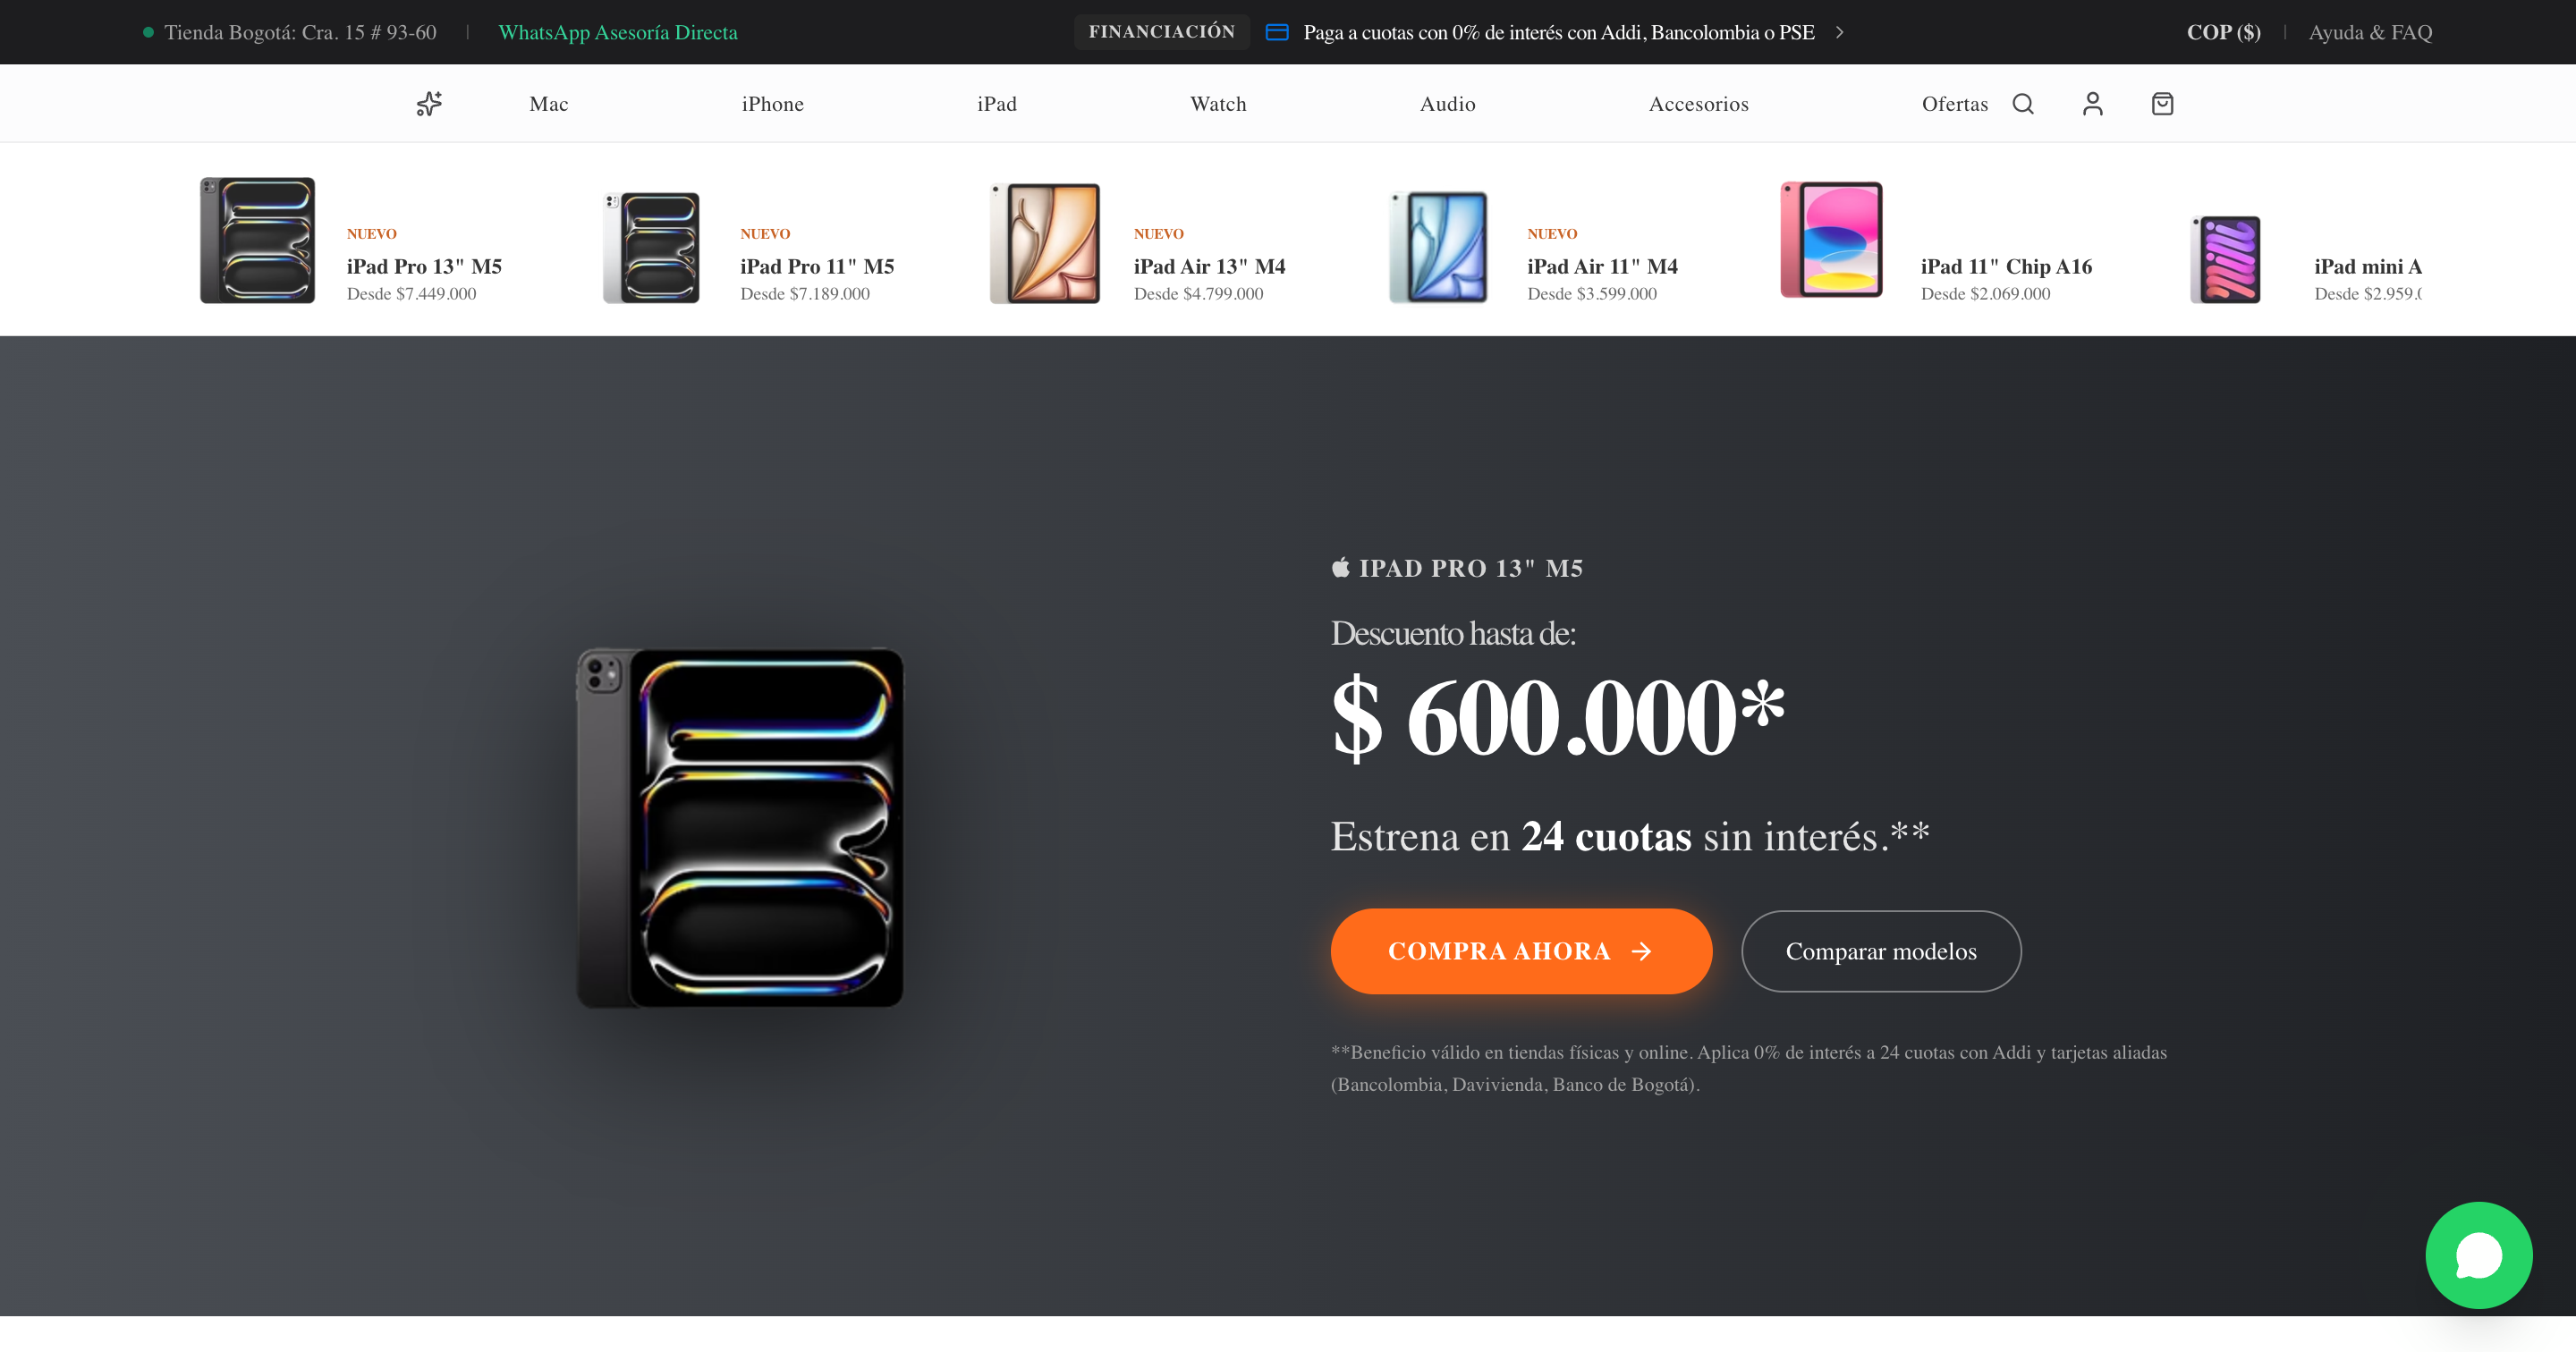 Tienda Bogotá: Cra. 15 # 93-60 | WhatsApp Asesoría Directa
FINANCIACIÓN Paga a cuotas con 0% de interés con Addi, Bancolombia o PSE
COP ($) | Ayuda & FAQ
Mac iPhone iPad Watch Audio Accesorios Ofertas
NUEVO
iPad Pro 13" M5
Desde $7.449.000
NUEVO
iPad Pro 11" M5
Desde $7.189.000
NUEVO
iPad Air 13" M4
Desde $4.799.000
NUEVO
iPad Air 11" M4
Desde $3.599.000
iPad 11" Chip A16
Desde $2.069.000
iPad mini A
Desde $2.959.
IPAD PRO 13" M5
Descuento hasta de:
$ 600.000*
Estrena en 24 cuotas sin interés.**
COMPRA AHORA
Comparar modelos
**Beneficio válido en tiendas físicas y online. Aplica 0% de interés a 24 cuotas con Addi y tarjetas aliadas
(Bancolombia, Davivienda, Banco de Bogotá).